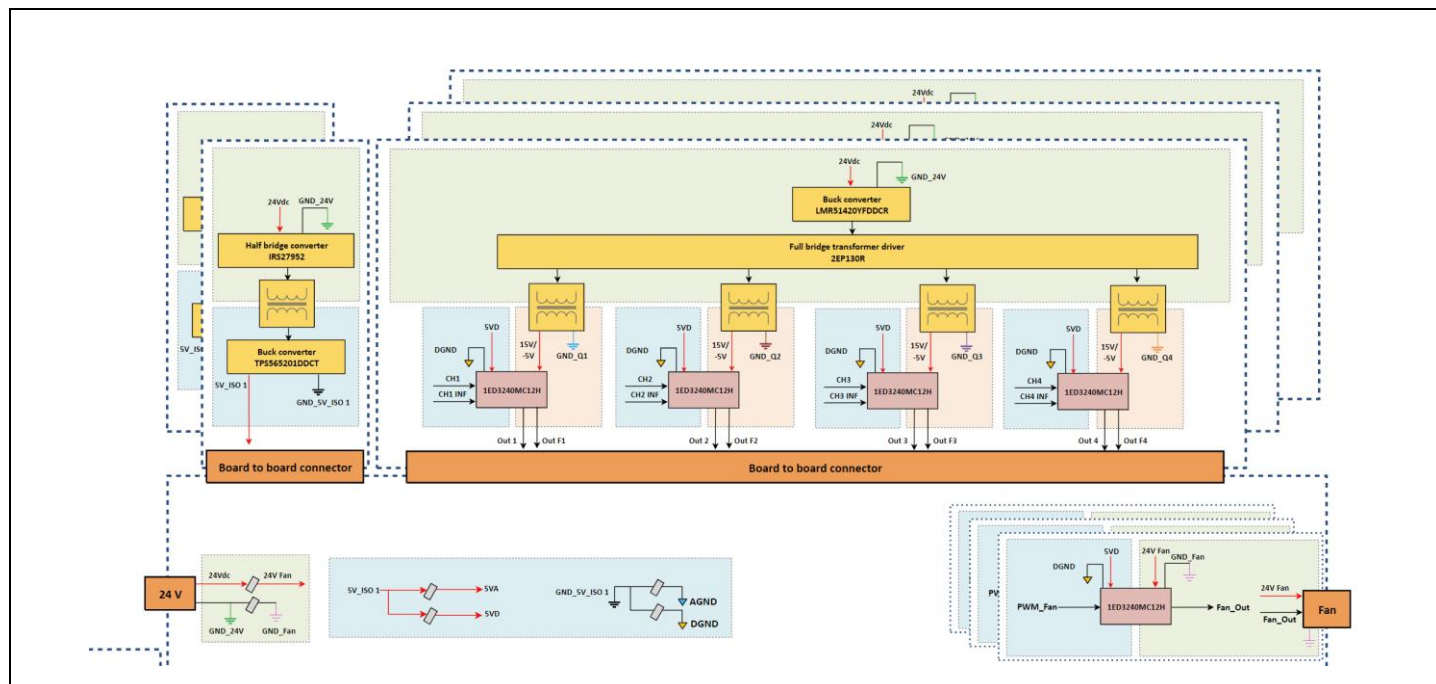 24Vdc
24Vdc
24Vdc
GND_24V
Buck converter
LMR51420YFDDCR
24Vdc
GND_24V
Half bridge converter
IRS27952
Full bridge transformer driver
2EP130R
5V_IS
Buck converter
TPS565201DDCT
5V_ISO 1
GND_5V_ISO 1
5VD
15V/
-5V
GND_Q1
DGND
CH1
CH1 INF
1ED3240MC12H
Out 1
Out F1
5VD
15V/
-5V
GND_Q2
DGND
CH2
CH2 INF
1ED3240MC12H
Out 2
Out F2
5VD
15V/
-5V
GND_Q3
DGND
CH3
CH3 INF
1ED3240MC12H
Out 3
Out F3
5VD
15V/
-5V
GND_Q4
DGND
CH4
CH4 INF
1ED3240MC12H
Out 4
Out F4
Board to board connector
Board to board connector
24 V
24Vdc
24V Fan
GND_24V
GND_Fan
5V_ISO 1
5VA
5VD
GND_5V_ISO 1
AGND
DGND
5VD
24V Fan
GND_Fan
DGND
PWM_Fan
1ED3240MC12H
Fan_Out
24V Fan
Fan_Out
Fan